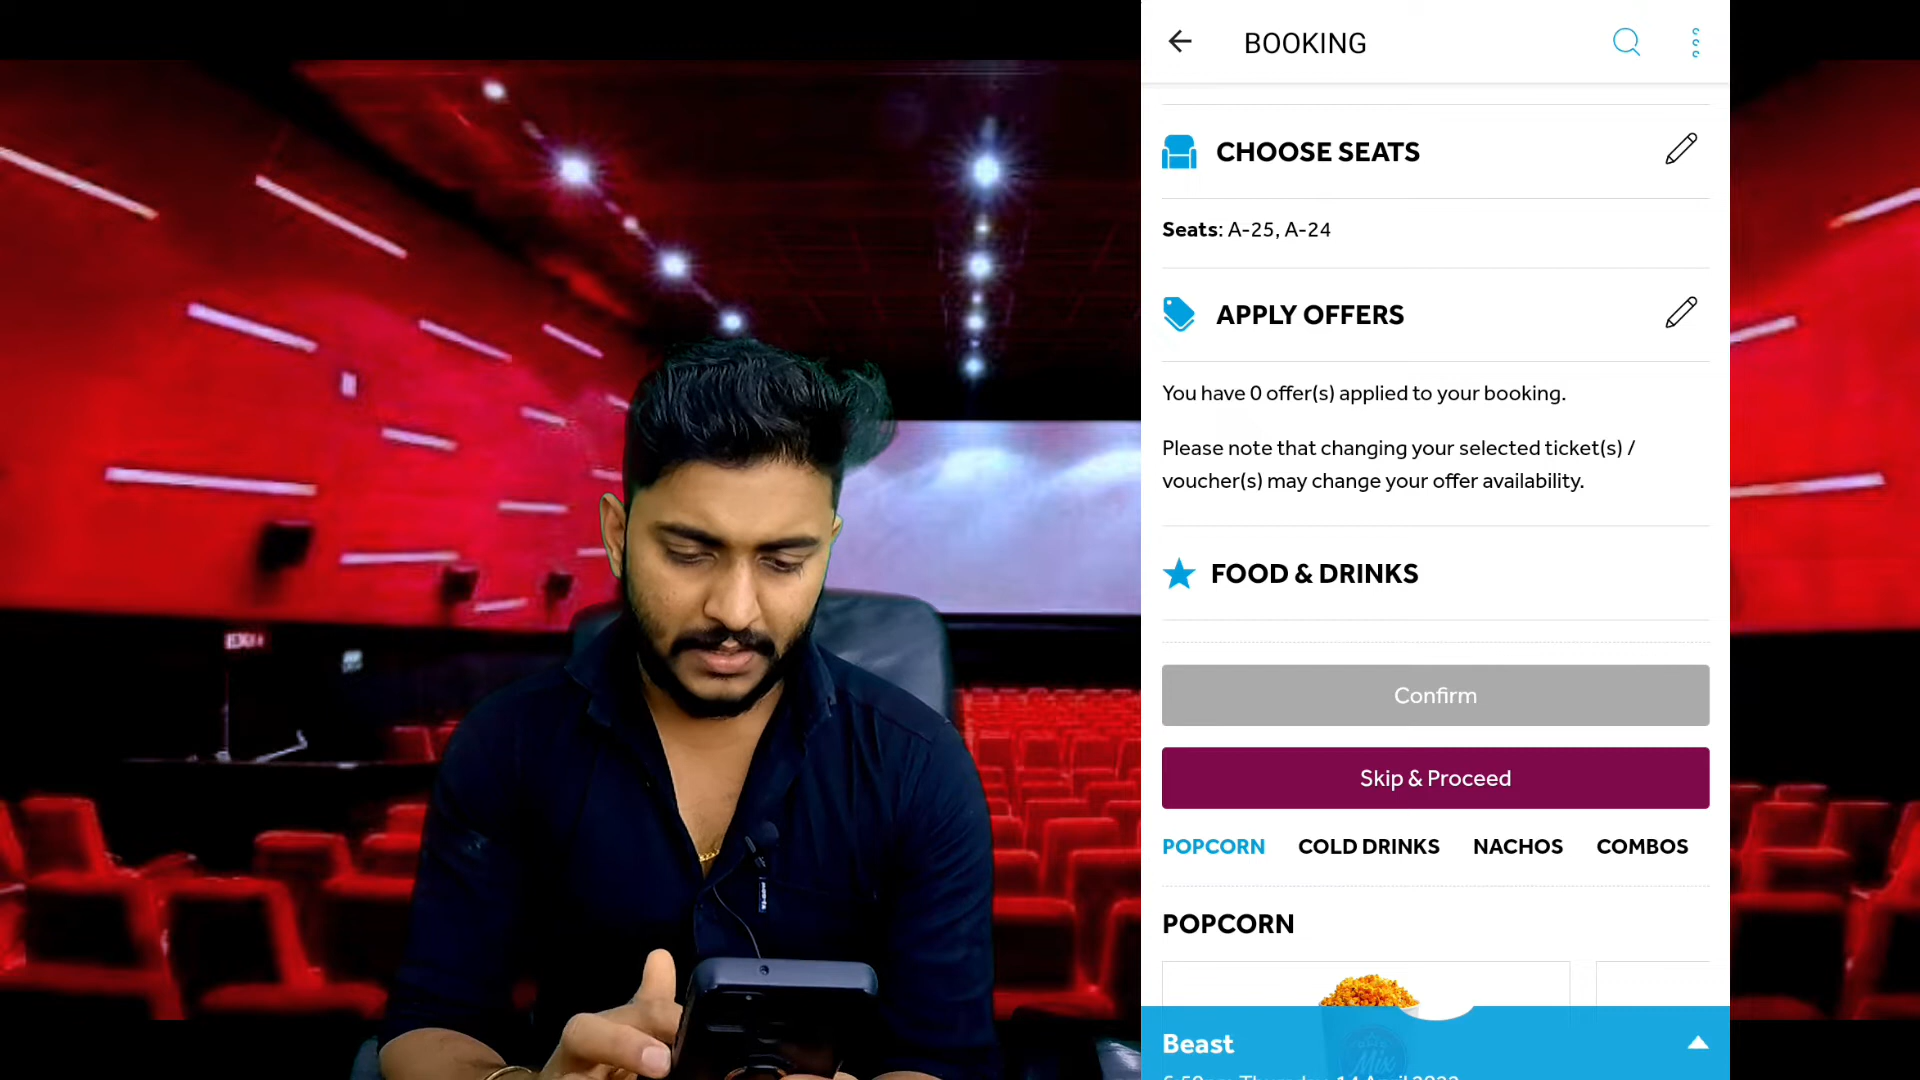 BOOKING
CHOOSE SEATS
Seats: A-25, A-24
APPLY OFFERS
You have 0 offer(s) applied to your booking.
Please note that changing your selected ticket(s) /
voucher(s) may change your offer availability.
FOOD & DRINKS
Confirm
Skip & Proceed
POPCORN COLD DRINKS NACHOS COMBOS
POPCORN
Mix
Beast
EXIT